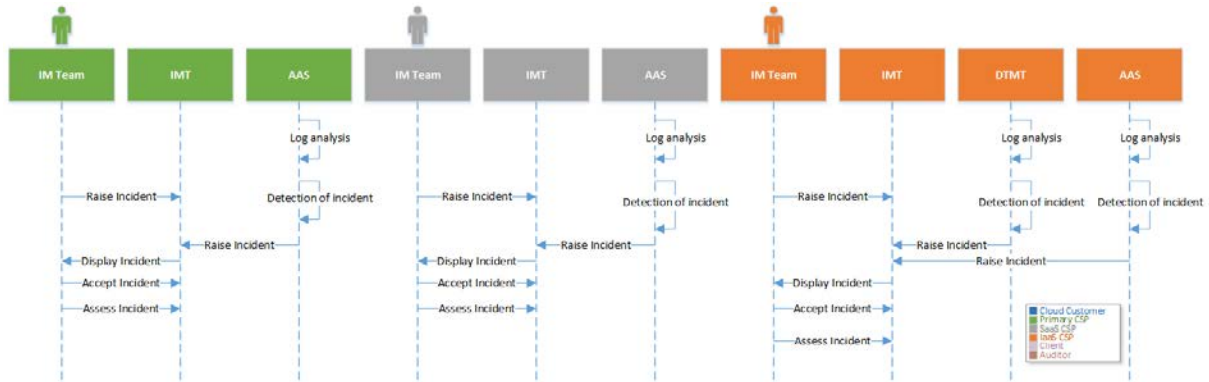 IM Team IMT AAS IM Team IMT AAS IM Team IMT DTMT AAS
Log analysis Log analysis Log analysis Log analysis
Raise Incident Detection of incident Raise Incident Detection of incident Raise Incident Detection of incident Detection of incident
Raise Incident Raise Incident Raise Incident
Display Incident Display Incident Raise Incident
Accept Incident Accept Incident Display Incident
Assess Incident Assess Incident Accept Incident
Assess Incident
Cloud Customer
Primary CSP
SaaS CSP
IaaS CSP
Client
Auditor